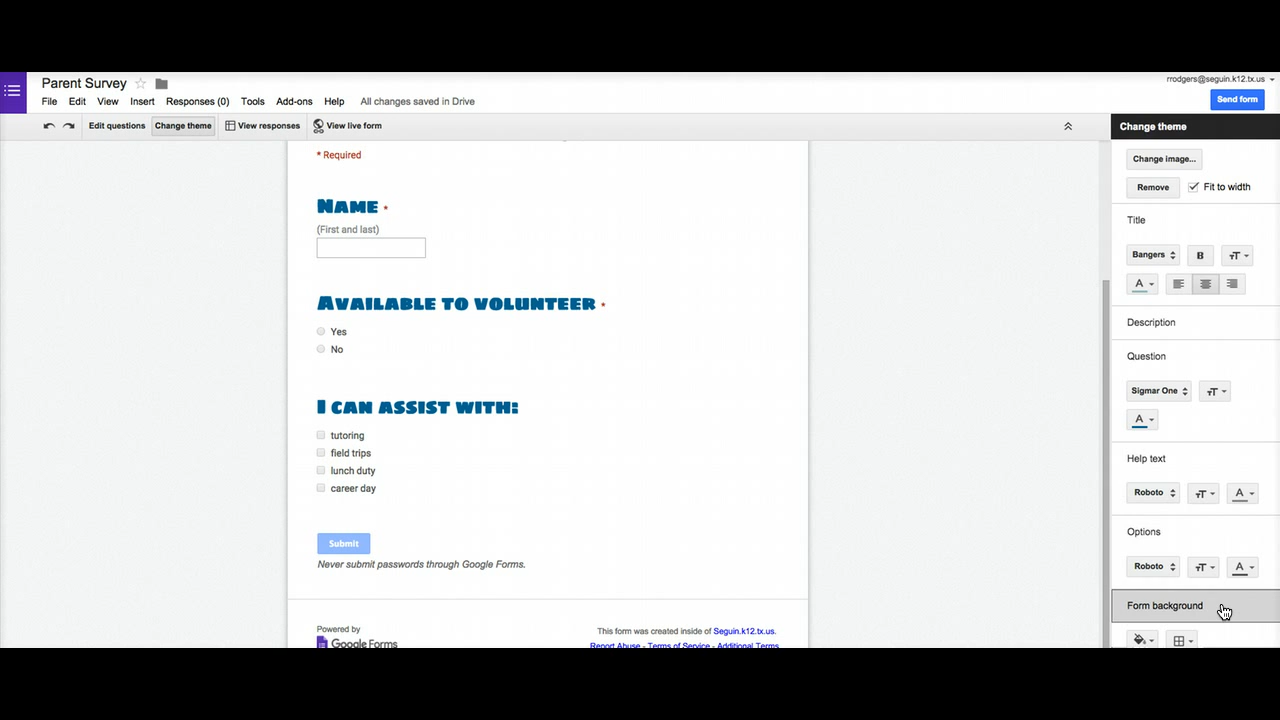 Parent Survey
rrodgers@seguin.k12.tx.us
File Edit View Insert Responses (0) Tools Add-ons Help All changes saved in Drive
Send form
Edit questions Change theme View responses View live form
Change theme
* Required
Change image...
Remove Fit to width
Name *
(First and last)
Title
Bangers B тT
A
Available to volunteer *
Yes
No
Description
Question
Sigmar One тT
A
I can assist with:
tutoring
field trips
lunch duty
career day
Help text
Roboto тT A
Options
Roboto тT A
Submit
Never submit passwords through Google Forms.
Form background
Powered by
Google Forms
This form was created inside of Seguin.k12.tx.us.
Report Abuse - Terms of Service - Additional Terms